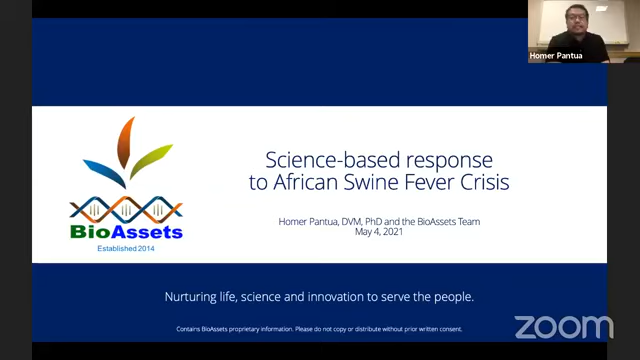 Homer Pantua
Science-based response
to African Swine Fever Crisis
Homer Pantua, DVM, PhD and the BioAssets Team
May 4, 2021
BioAssets
Established 2014
Nurturing life, science and innovation to serve the people.
Contains BioAssets proprietary information. Please do not copy or distribute without prior written consent.
zoom